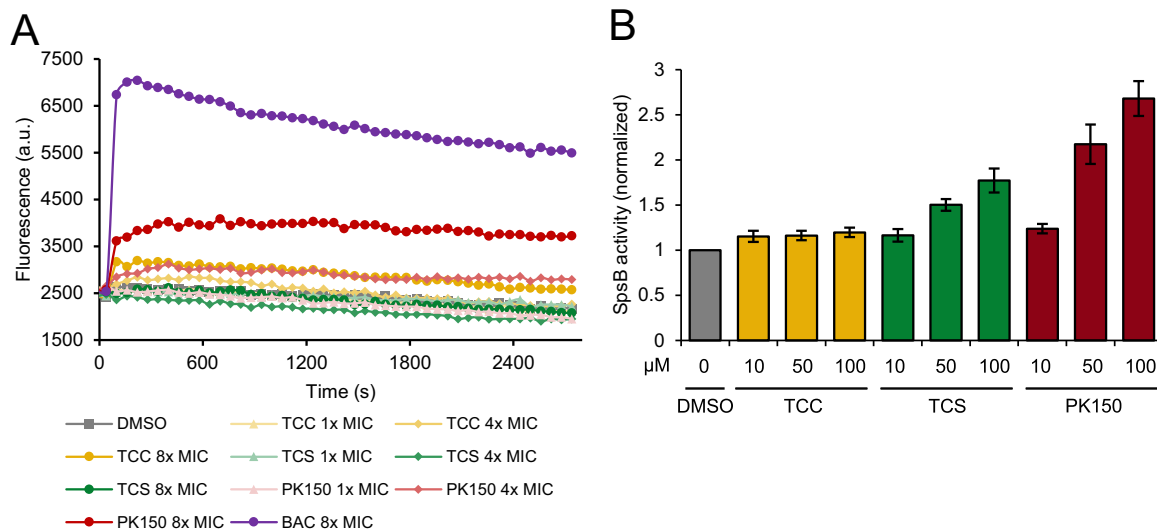 A
7500
6500
5500
4500
3500
2500
1500
Fluorescence (a.u.)
0 600 1200 1800 2400
Time (s)
DMSO TCC 1x MIC TCC 4x MIC
TCC 8x MIC TCS 1x MIC TCS 4x MIC
TCS 8x MIC PK150 1x MIC PK150 4x MIC
PK150 8x MIC BAC 8x MIC
B
3
2.5
2
1.5
1
0.5
0
SpsB activity (normalized)
µM 0 10 50 100 10 50 100 10 50 100
DMSO TCC TCS PK150